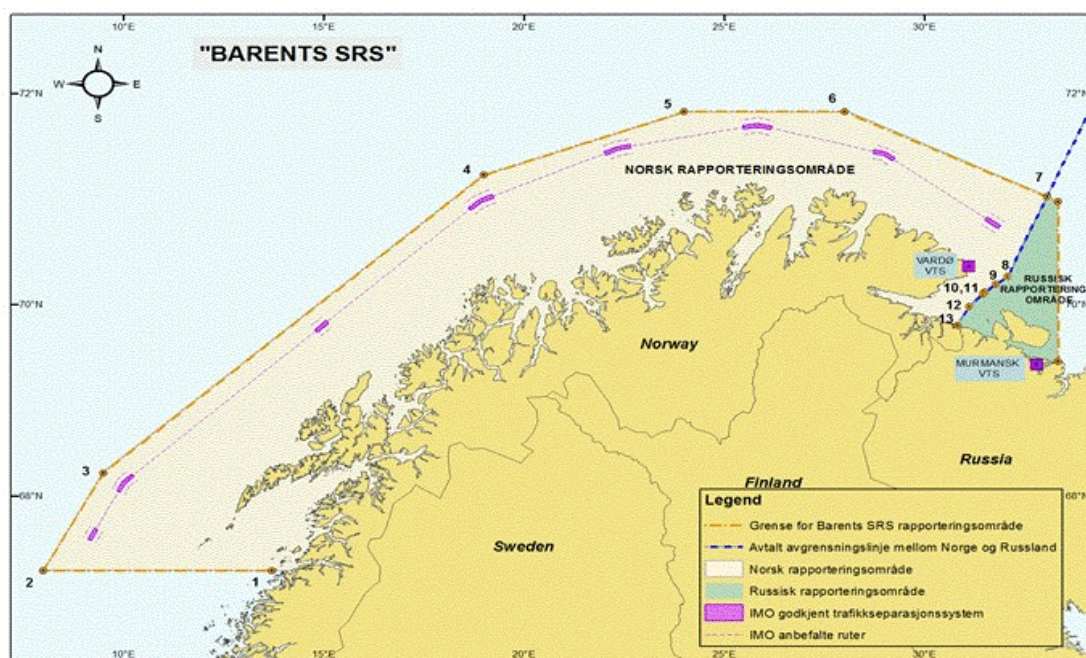 10°E 15°E 20°E 25°E 30°E
"BARENTS SRS"
N
W E
S
72°N 72°N
5 6
4
NORSK RAPPORTERINGSOMRÅDE
7
VARDØ
VTS
8
9
10,11
12
13
RUSSISK
RAPPORTERING
OMRÅDE
70°N 70°N
MURMANSK
VTS
Norway
Russia
Finland
Sweden
3
68°N 68°N
2 1
Legend
Grense for Barents SRS rapporteringsområde
Avtalt avgrensningslinje mellom Norge og Russland
Norsk rapporteringsområde
Russisk rapporteringsområde
IMO godkjent trafikkseparasjonssystem
IMO anbefalte ruter
10°E 15°E 20°E 25°E 30°E